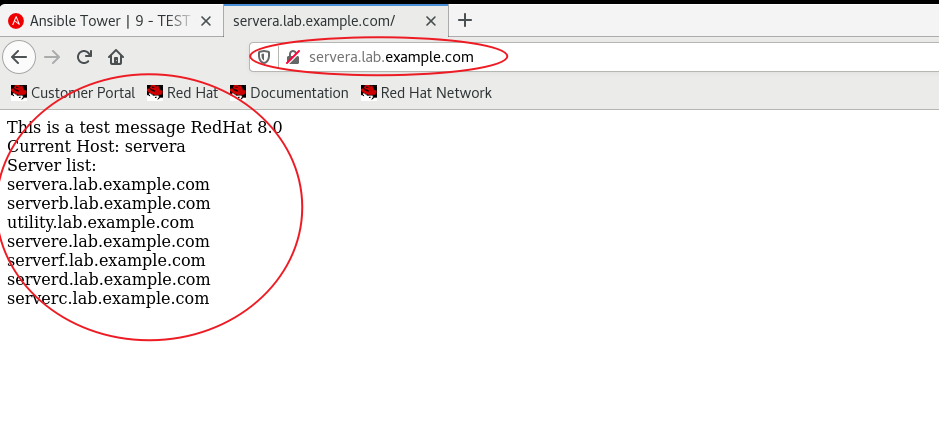 Ansible Tower | 9 - TEST
servera.lab.example.com/
servera.lab.example.com
Customer Portal Red Hat Documentation Red Hat Network
This is a test message RedHat 8.0
Current Host: servera
Server list:
servera.lab.example.com
serverb.lab.example.com
utility.lab.example.com
servere.lab.example.com
serverf.lab.example.com
serverd.lab.example.com
serverc.lab.example.com